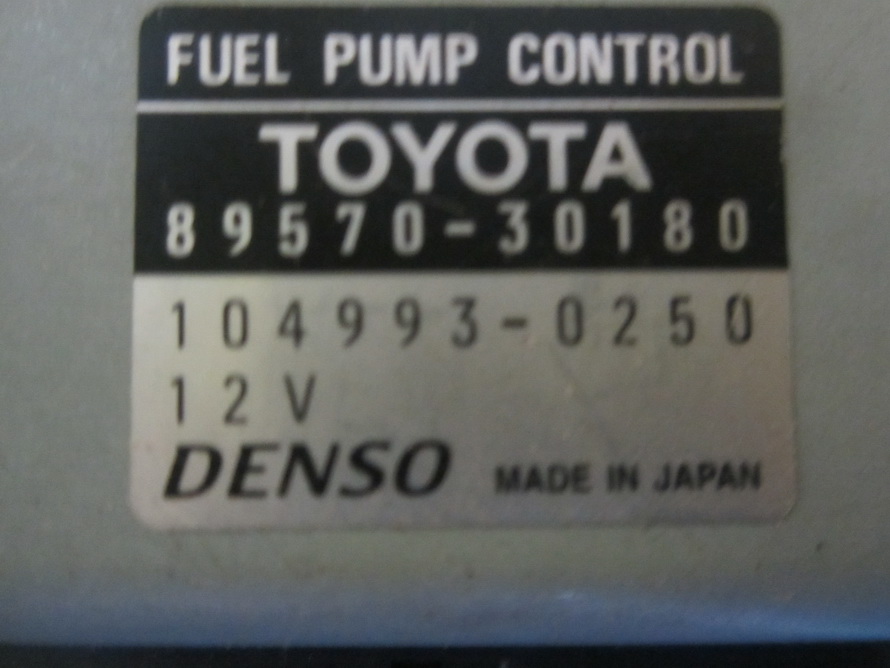 FUEL PUMP CONTROL
TOYOTA
89570-30180
104993-0250
12V
DENSO MADE IN JAPAN